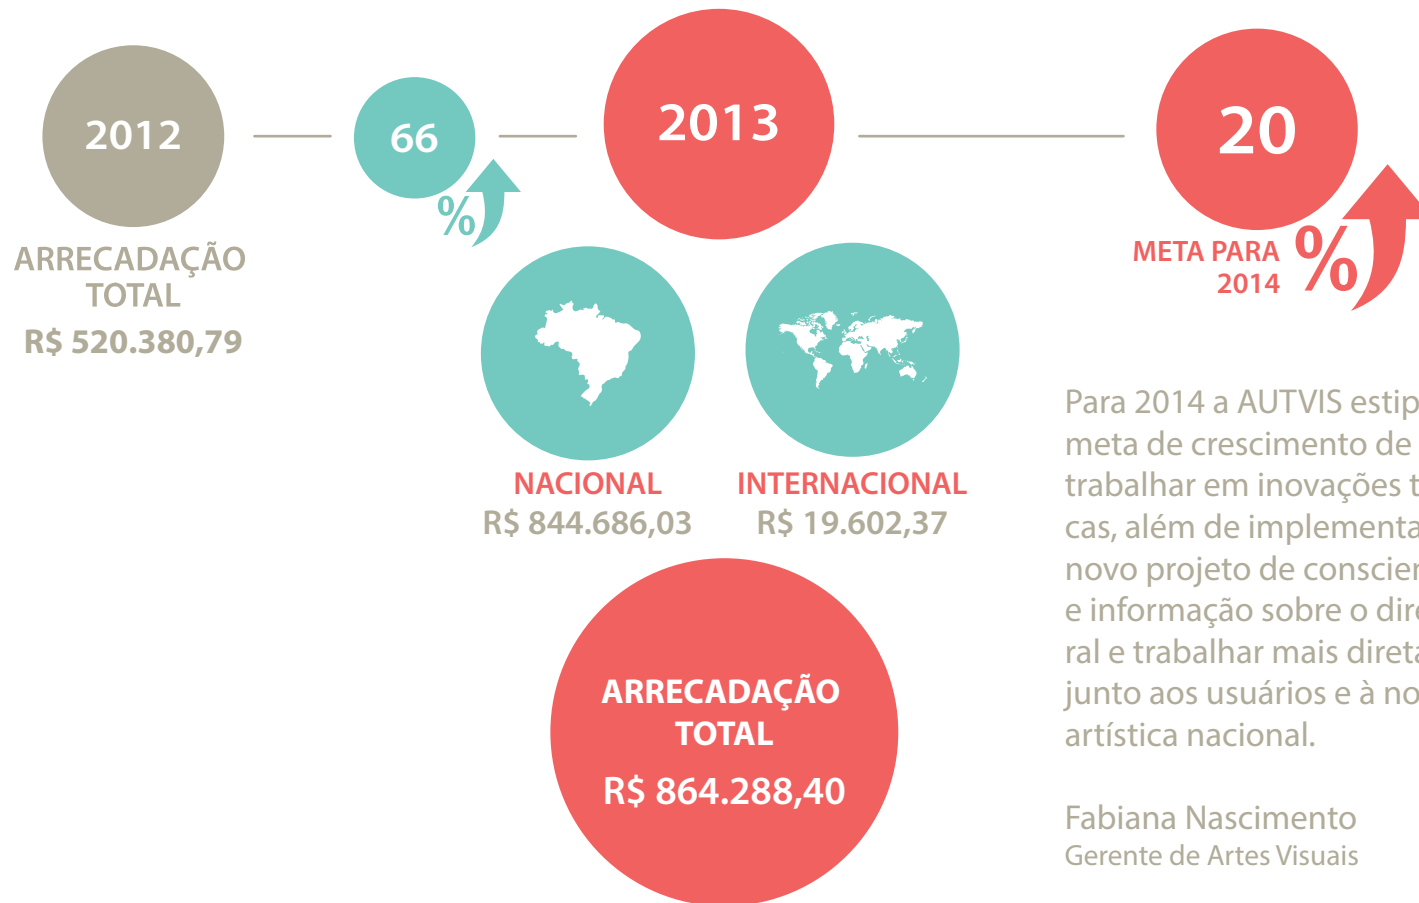 2012
ARRECADAÇÃO
TOTAL
R$ 520.380,79
66
%
2013
NACIONAL
R$ 844.686,03
INTERNACIONAL
R$ 19.602,37
ARRECADAÇÃO
TOTAL
R$ 864.288,40
20
%
META PARA
2014
Para 2014 a AUTVIS
meta de crescimento de
trabalhar em inovações
cas, além de
novo projeto de
e informação sobre o
ral e trabalhar mais
junto aos usuários e à
artística nacional.
Fabiana Nascimento
Gerente de Artes Visuais